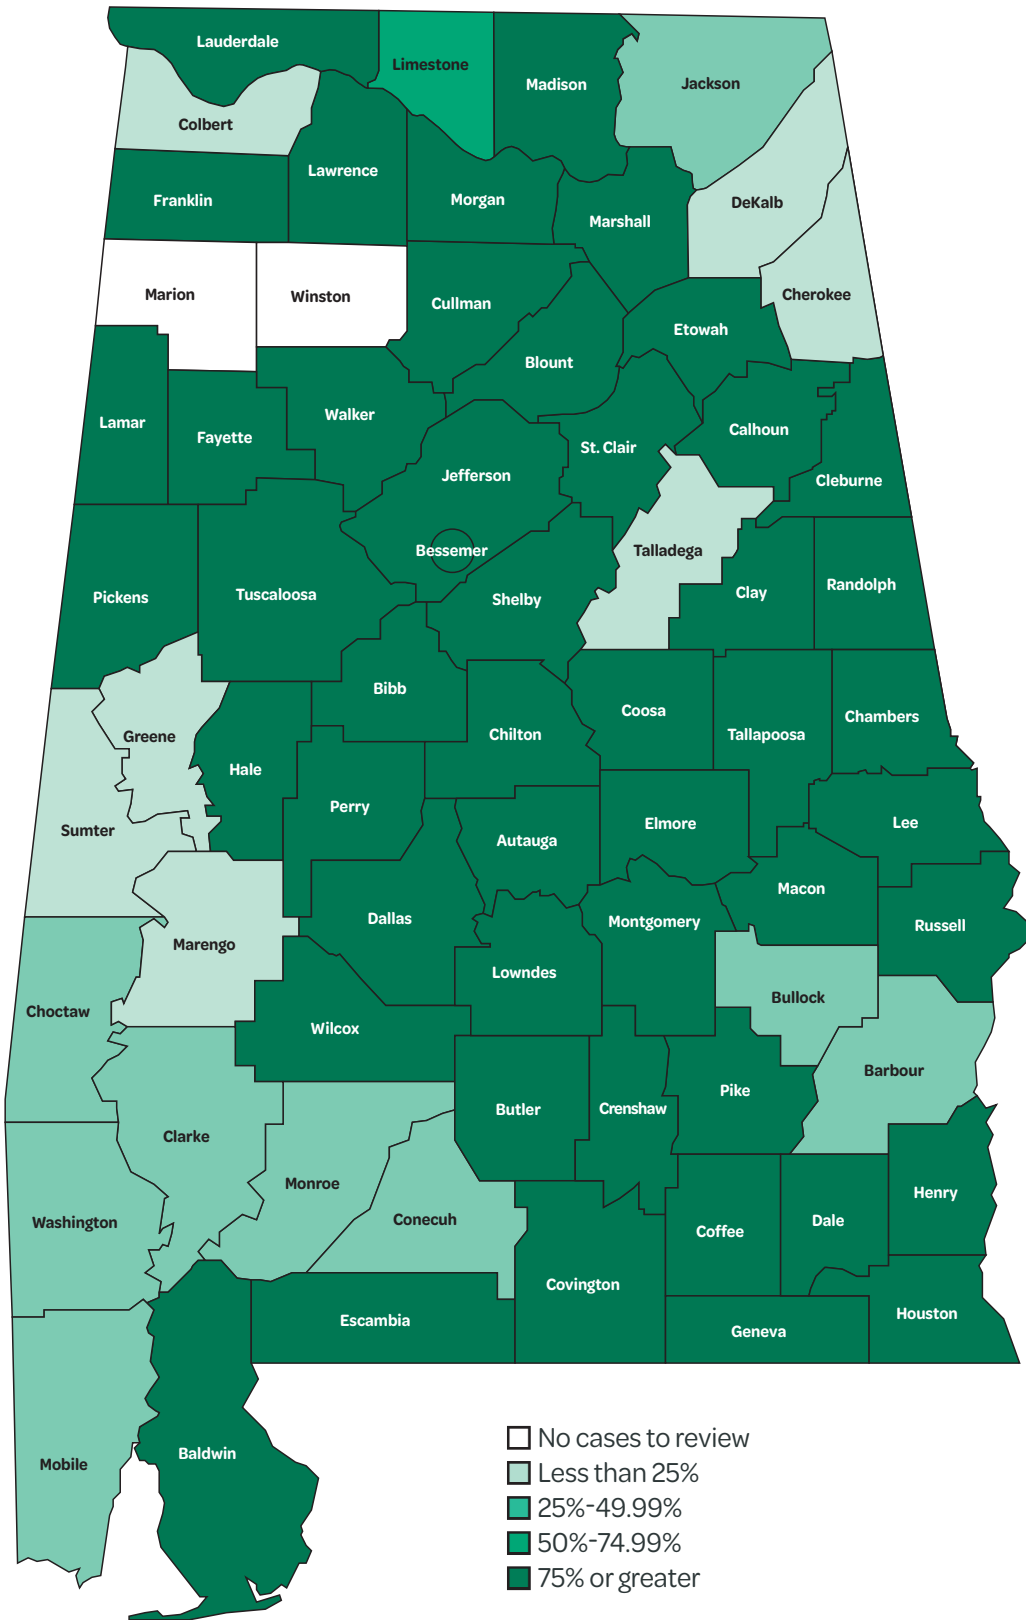 Lauderdale
Limestone
Madison
Jackson
Colbert
Lawrence
Franklin
Morgan
DeKalb
Marshall
Marion
Winston
Cullman
Cherokee
Etowah
Blount
Lamar
Fayette
Walker
Calhoun
St. Clair
Jefferson
Cleburne
Bessemer
Talladega
Pickens
Tuscaloosa
Shelby
Clay
Randolph
Bibb
Greene
Chilton
Coosa
Tallapoosa
Chambers
Hale
Perry
Sumter
Autauga
Elmore
Lee
Macon
Dallas
Montgomery
Russell
Marengo
Lowndes
Bullock
Choctaw
Wilcox
Barbour
Butler
Crenshaw
Pike
Clarke
Monroe
Henry
Washington
Conecuh
Coffee
Dale
Covington
Escambia
Geneva
Houston
Mobile
Baldwin
No cases to review
Less than 25%
25%-49.99%
50%-74.99%
75% or greater